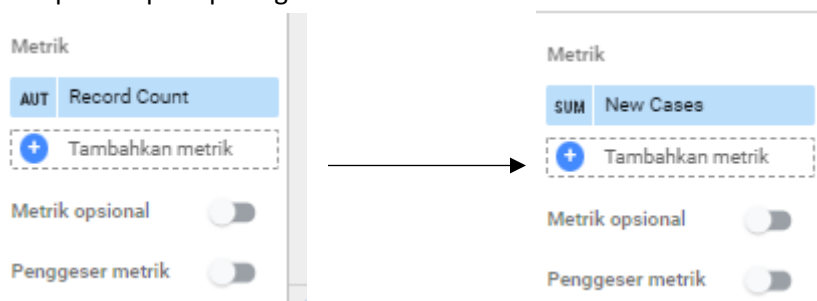 Metrik
AUT Record Count
Tambahkan metrik
Metrik opsional
Penggeser metrik
Metrik
SUM New Cases
Tambahkan metrik
Metrik opsional
Penggeser metrik